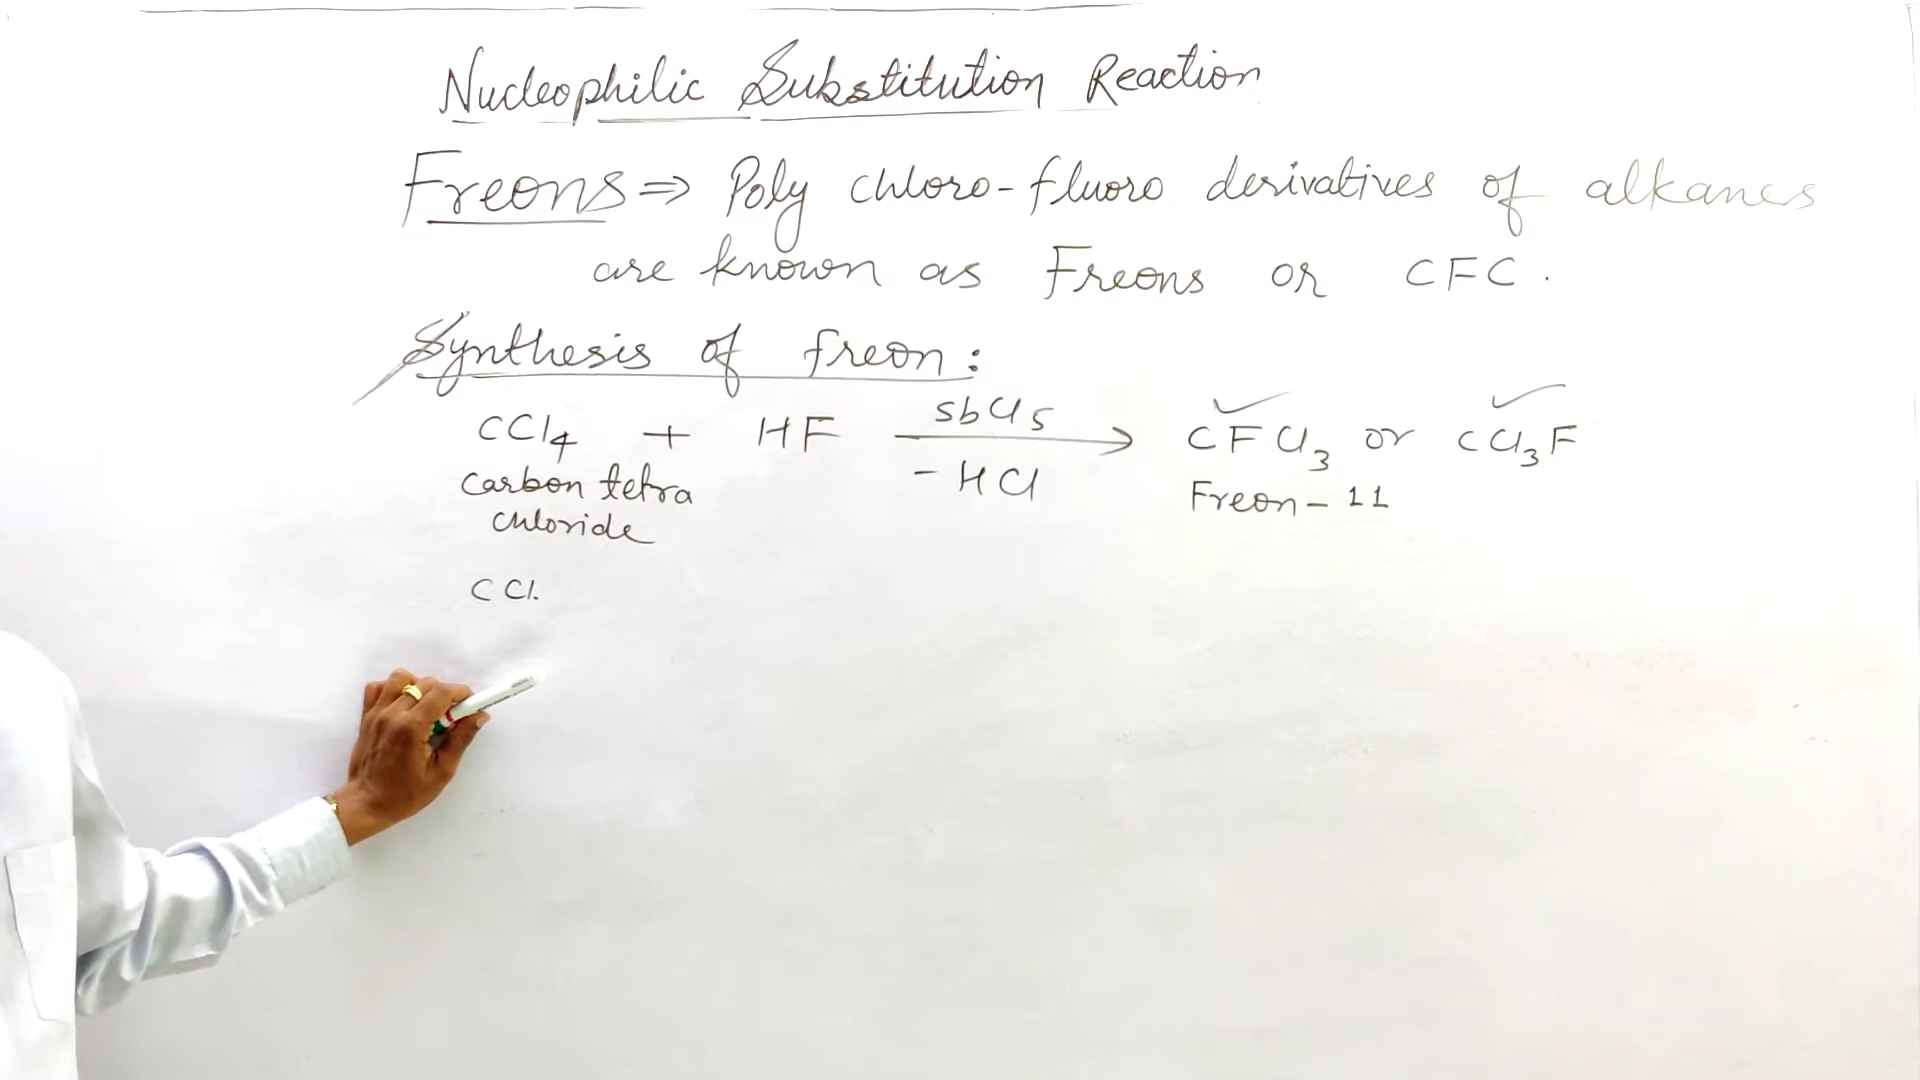 Nucleophilic Substitution Reaction
Freons ⇒ Poly chloro-fluoro derivatives of alkanes
are known as Freons or CFC.
Synthesis of freon:
CCl₄ + HF → CFCl₃ or CCl₃F
SbCl₅
- HCl
Carbon tetra
chloride
Freon - 11
CCl